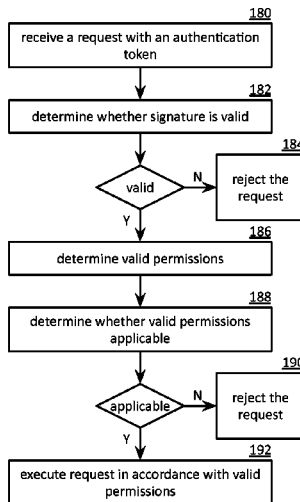 180
receive a request with an authentication
token
182
determine whether signature is valid
184
valid
N
reject the
request
Y
186
determine valid permissions
188
determine whether valid permissions
applicable
190
applicable
N
reject the
request
Y
192
execute request in accordance with valid
permissions